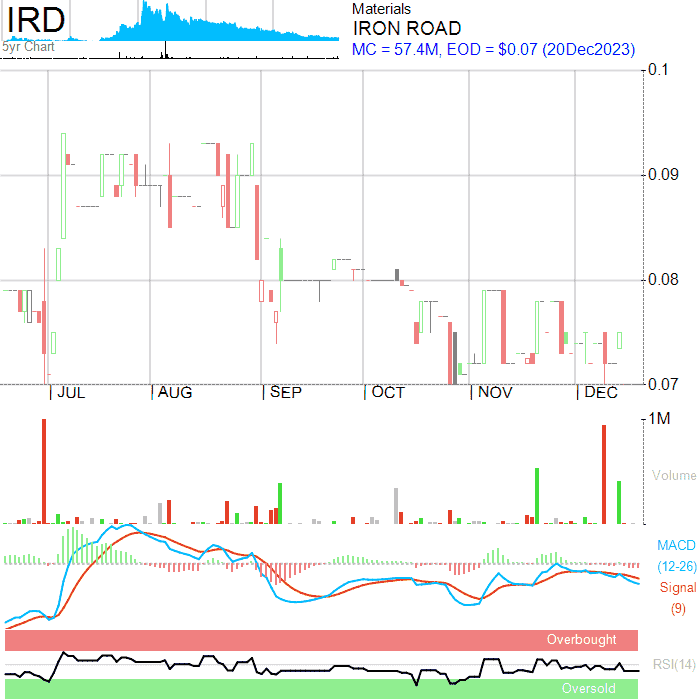 IRD
5yr Chart
Materials
IRON ROAD
MC = 57.4M, EOD = $0.07 (20Dec2023)
0.1
0.09
0.08
0.07
JUL AUG SEP OCT NOV DEC
1M
Volume
MACD
(12-26)
Signal
(9)
Overbought
RSI(14)
Oversold